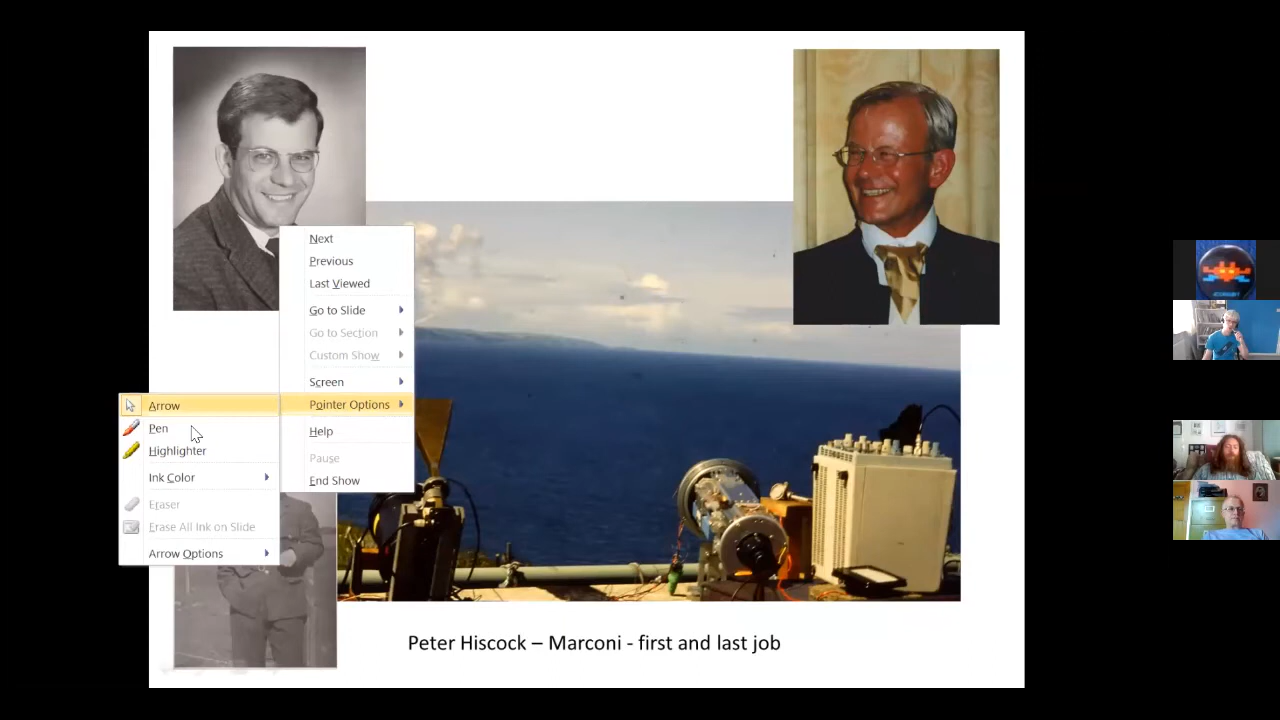 Next
Previous
Last Viewed
Go to Slide
Go to Section
Custom Show
Screen
Pointer Options
Help
Pause
End Show
Arrow
Pen
Highlighter
Ink Color
Eraser
Erase All Ink on Slide
Arrow Options
Peter Hiscock – Marconi - first and last job